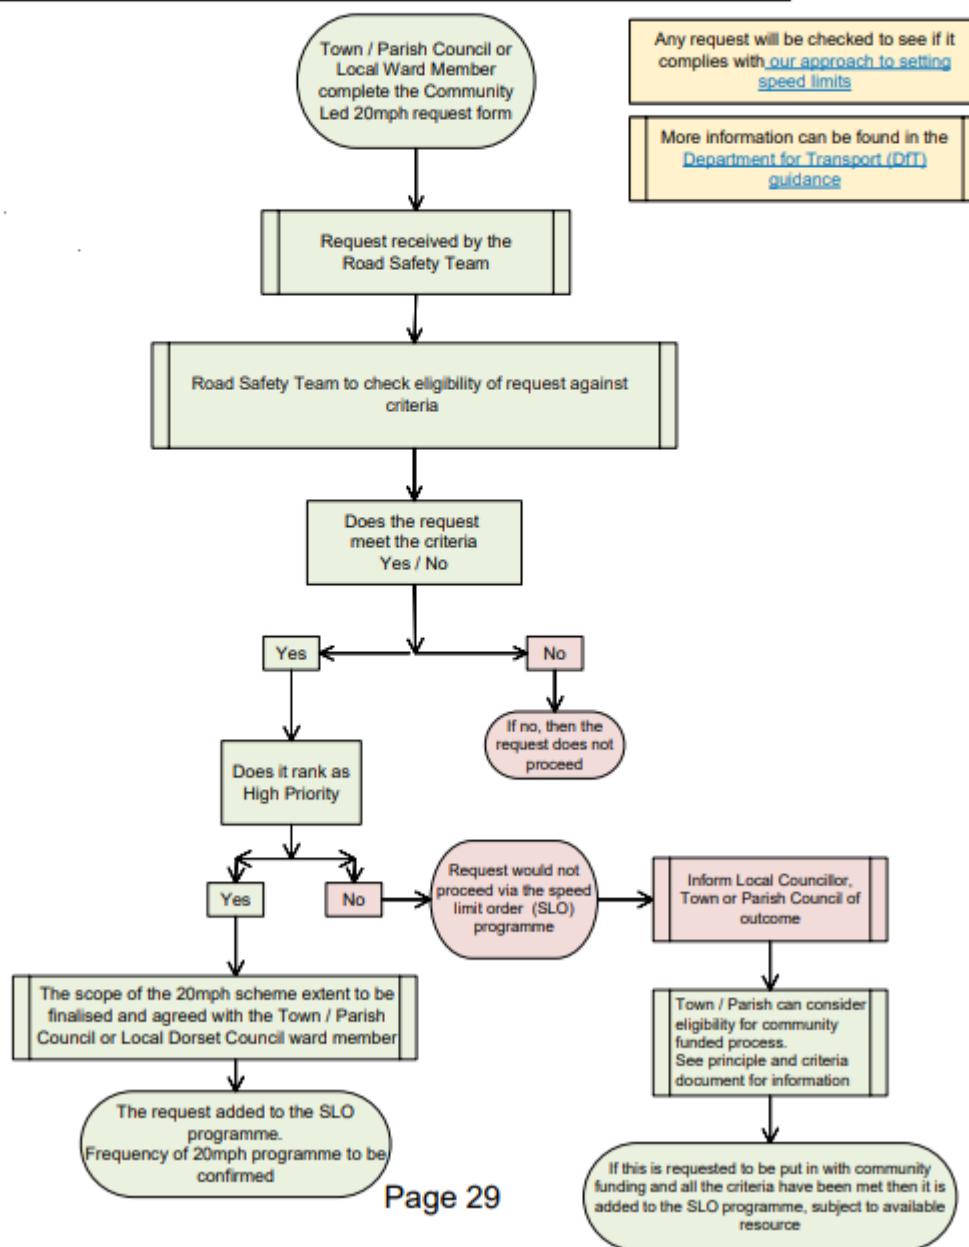 Town / Parish Council or
Local Ward Member
complete the Community
Led 20mph request form
Any request will be checked to see if it
complies with our approach to setting
speed limits
More information can be found in the
Department for Transport (DfT)
guidance
Request received by the
Road Safety Team
Road Safety Team to check eligibility of request against
criteria
Does the request
meet the criteria
Yes / No
Yes
No
If no, then the
request does not
proceed
Does it rank as
High Priority
Yes
No
Request would not
proceed via the speed
limit order (SLO)
programme
Inform Local Councillor,
Town or Parish Council of
outcome
The scope of the 20mph scheme extent to be
finalised and agreed with the Town / Parish
Council or Local Dorset Council ward member
Town / Parish can consider
eligibility for community
funded process.
See principle and criteria
document for information
The request added to the SLO
programme.
Frequency of 20mph programme to be
confirmed
If this is requested to be put in with community
funding and all the criteria have been met then it is
added to the SLO programme, subject to available
resource
Page 29